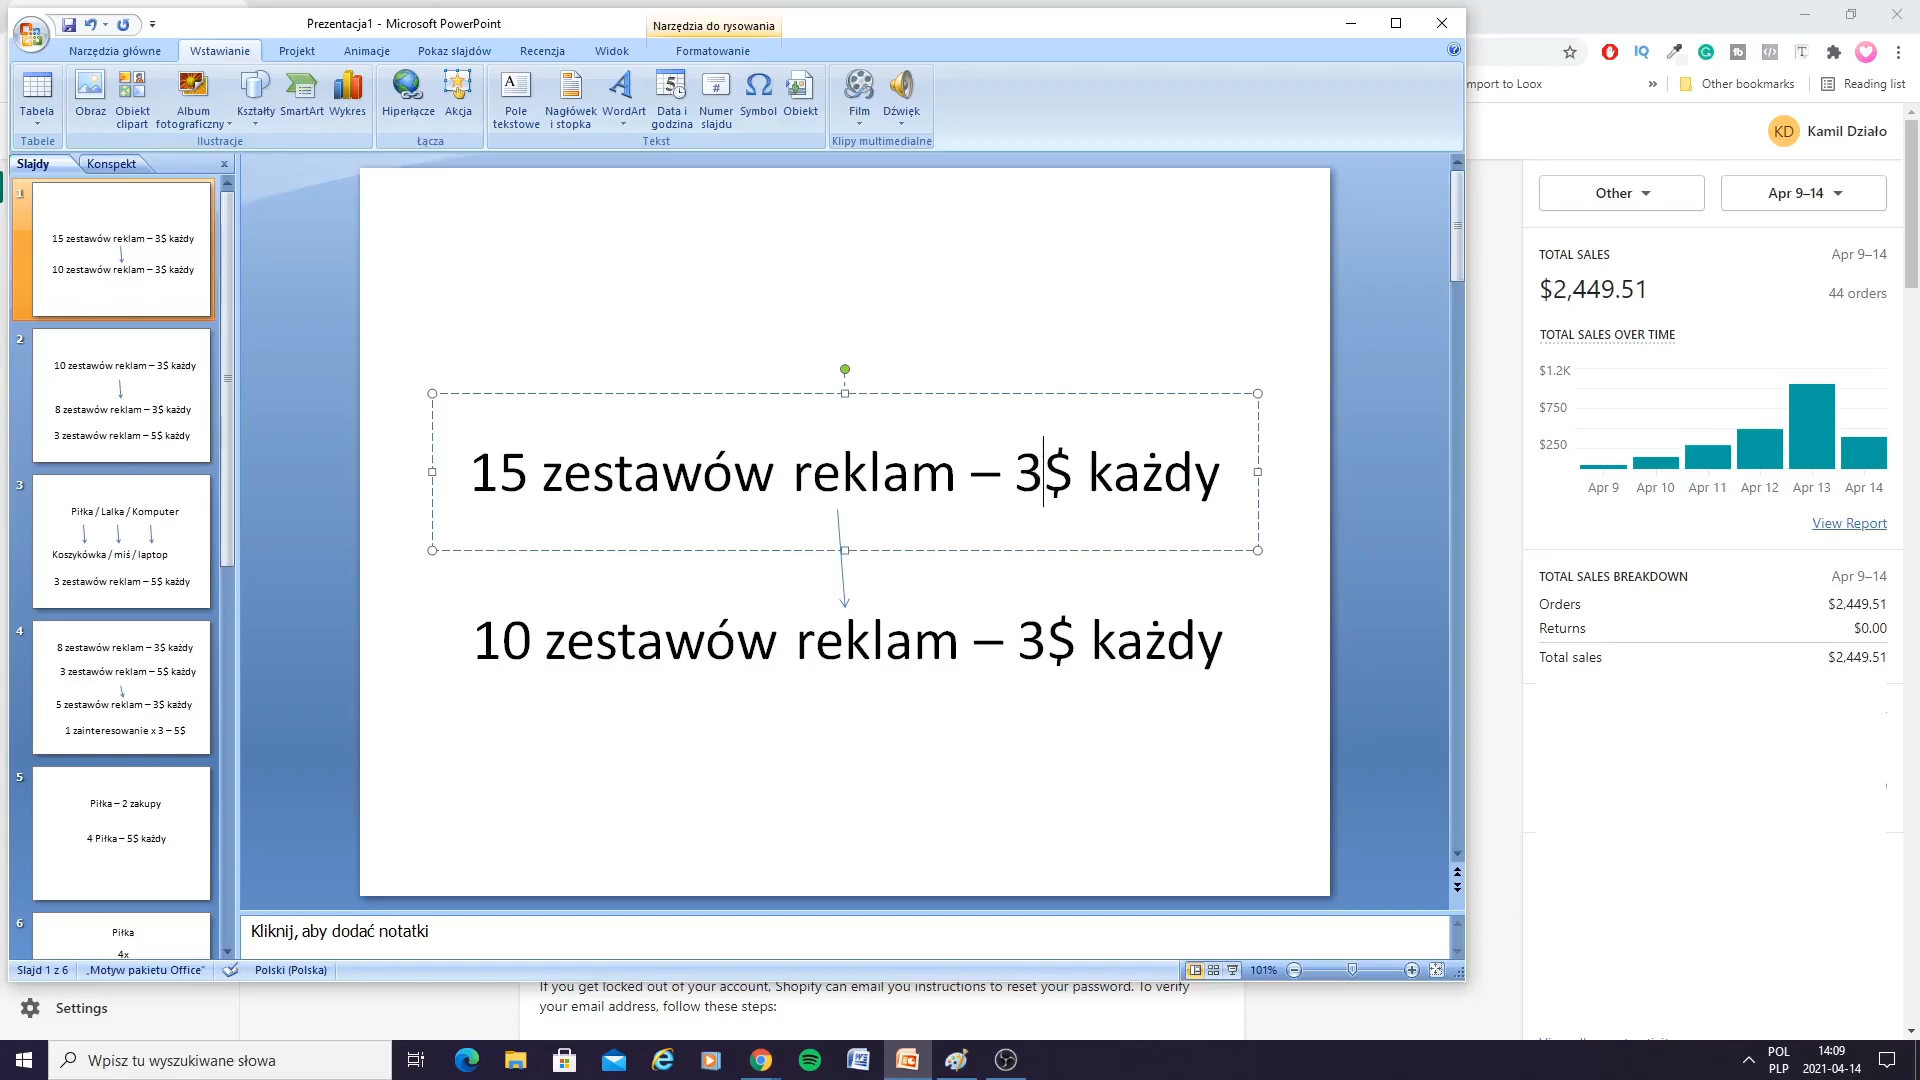 Prezentacja1 - Microsoft PowerPoint
Narzędzia do rysowania
Narzędzia główne
Wstawianie
Projekt
Animacje
Pokaz slajdów
Recenzja
Widok
Formatowanie
Tabela
Obraz
Obiekt clipart
Album fotograficzny
Kształty
SmartArt
Wykres
Hiperłącze
Akcja
Pole tekstowe
Nagłówek i stopka
WordArt
Data i godzina
Numer slajdu
Symbol
Obiekt
Film
Dźwięk
Tabele
Ilustracje
Łącza
Tekst
Klipy multimedialne
Slajdy
Konspekt
x
1
15 zestawów reklam – 3$ każdy
10 zestawów reklam – 3$ każdy
2
10 zestawów reklam – 3$ każdy
8 zestawów reklam – 3$ każdy
3 zestawów reklam – 5$ każdy
3
Piłka / Lalka / Komputer
Koszykówka / miś / laptop
3 zestawów reklam – 5$ każdy
4
8 zestawów reklam – 3$ każdy
3 zestawów reklam – 5$ każdy
5 zestawów reklam – 3$ każdy
1 zainteresowanie x 3 – 5$
5
Piłka – 2 zakupy
4 Piłka – 5$ każdy
6
Piłka
4x
15 zestawów reklam – 3$ każdy
10 zestawów reklam – 3$ każdy
Kliknij, aby dodać notatki
Slajd 1 z 6
„Motyw pakietu Office"
Polski (Polska)
101%
mport to Loox
»
Other bookmarks
Reading list
KD
Kamil Działo
Other
Apr 9–14
TOTAL SALES
Apr 9–14
$2,449.51
44 orders
TOTAL SALES OVER TIME
$1.2K
$750
$250
Apr 9
Apr 10
Apr 11
Apr 12
Apr 13
Apr 14
View Report
TOTAL SALES BREAKDOWN
Apr 9–14
Orders
$2,449.51
Returns
$0.00
Total sales
$2,449.51
If you get locked out of your account, Shopify can email you instructions to reset your password. To verify
your email address, follow these steps:
Settings
Wpisz tu wyszukiwane słowa
POL
PLP
14:09
2021-04-14